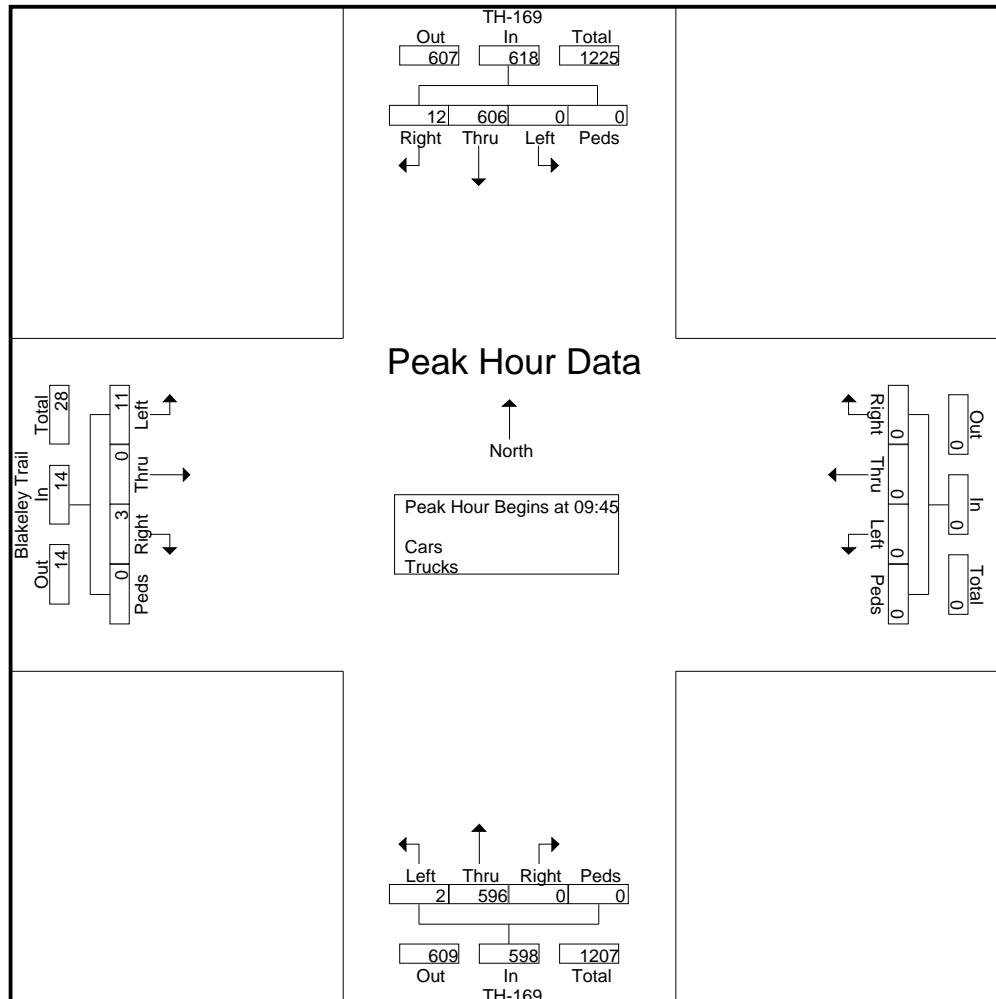 TH-169
Out In Total
607 618 1225
12 606 0 0
Right Thru Left Peds
Peak Hour Data
North
Peak Hour Begins at 09:45
Cars
Trucks
Blakeley Trail
Total In Out
28 14 14
11 0 3 0
Left Thru Right Peds
Right Thru Left Peds
0 0 0 0
Out In Total
0 0 0
Left Thru Right Peds
2 596 0 0
609 598 1207
Out In Total
TH-169